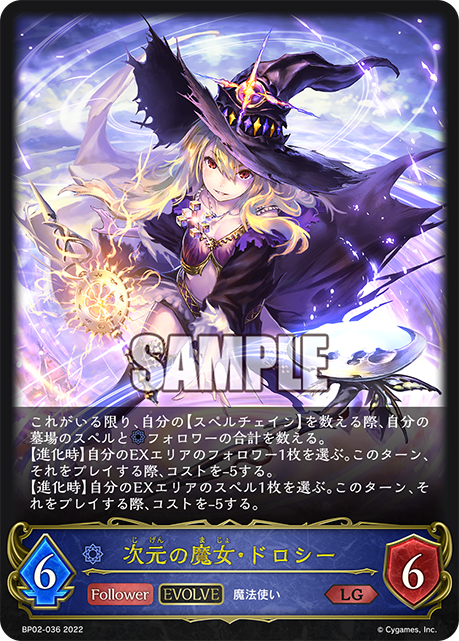 SAMPLE
これがいる限り、自分の【スペルチェイン】を数える際、自分の
墓場のスペルとフォロワーの合計を数える。
【進化時】自分のEXエリアのフォロワー1枚を選ぶ。このターン、
それをプレイする際、コストを-5する。
【進化時】自分のEXエリアのスペル1枚を選ぶ。このターン、そ
れをプレイする際、コストを-5する。
じげん まじょ
次元の魔女・ドロシー
6
Follower EVOLVE 魔法使い LG
6
BP02-036 2022 © Cygames, Inc.